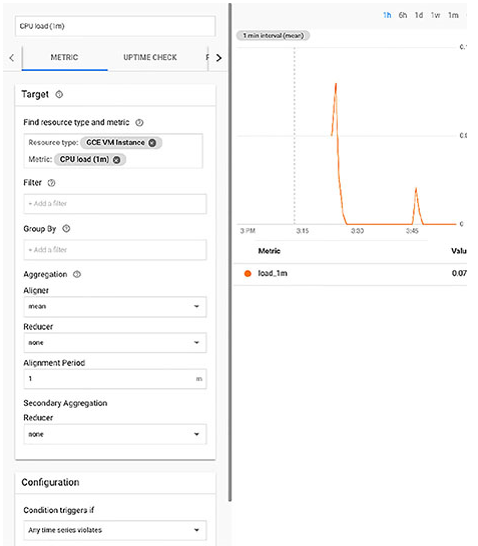 CPU load (1m)
METRIC
UPTIME CHECK
Target
Find resource type and metric
Resource type: GCE VM Instance
Metric: CPU load (1m)
Filter
+ Add a filter
Group By
+ Add a filter
Aggregation
Aligner
mean
Reducer
none
Alignment Period
1 m
Secondary Aggregation
Reducer
none
Configuration
Condition triggers if
Any time series violates
1h 6h 1d 1w 1m
1 min interval (mean)
3 PM 3:15 3:30 3:45
Metric Valu
load_1m 0.07